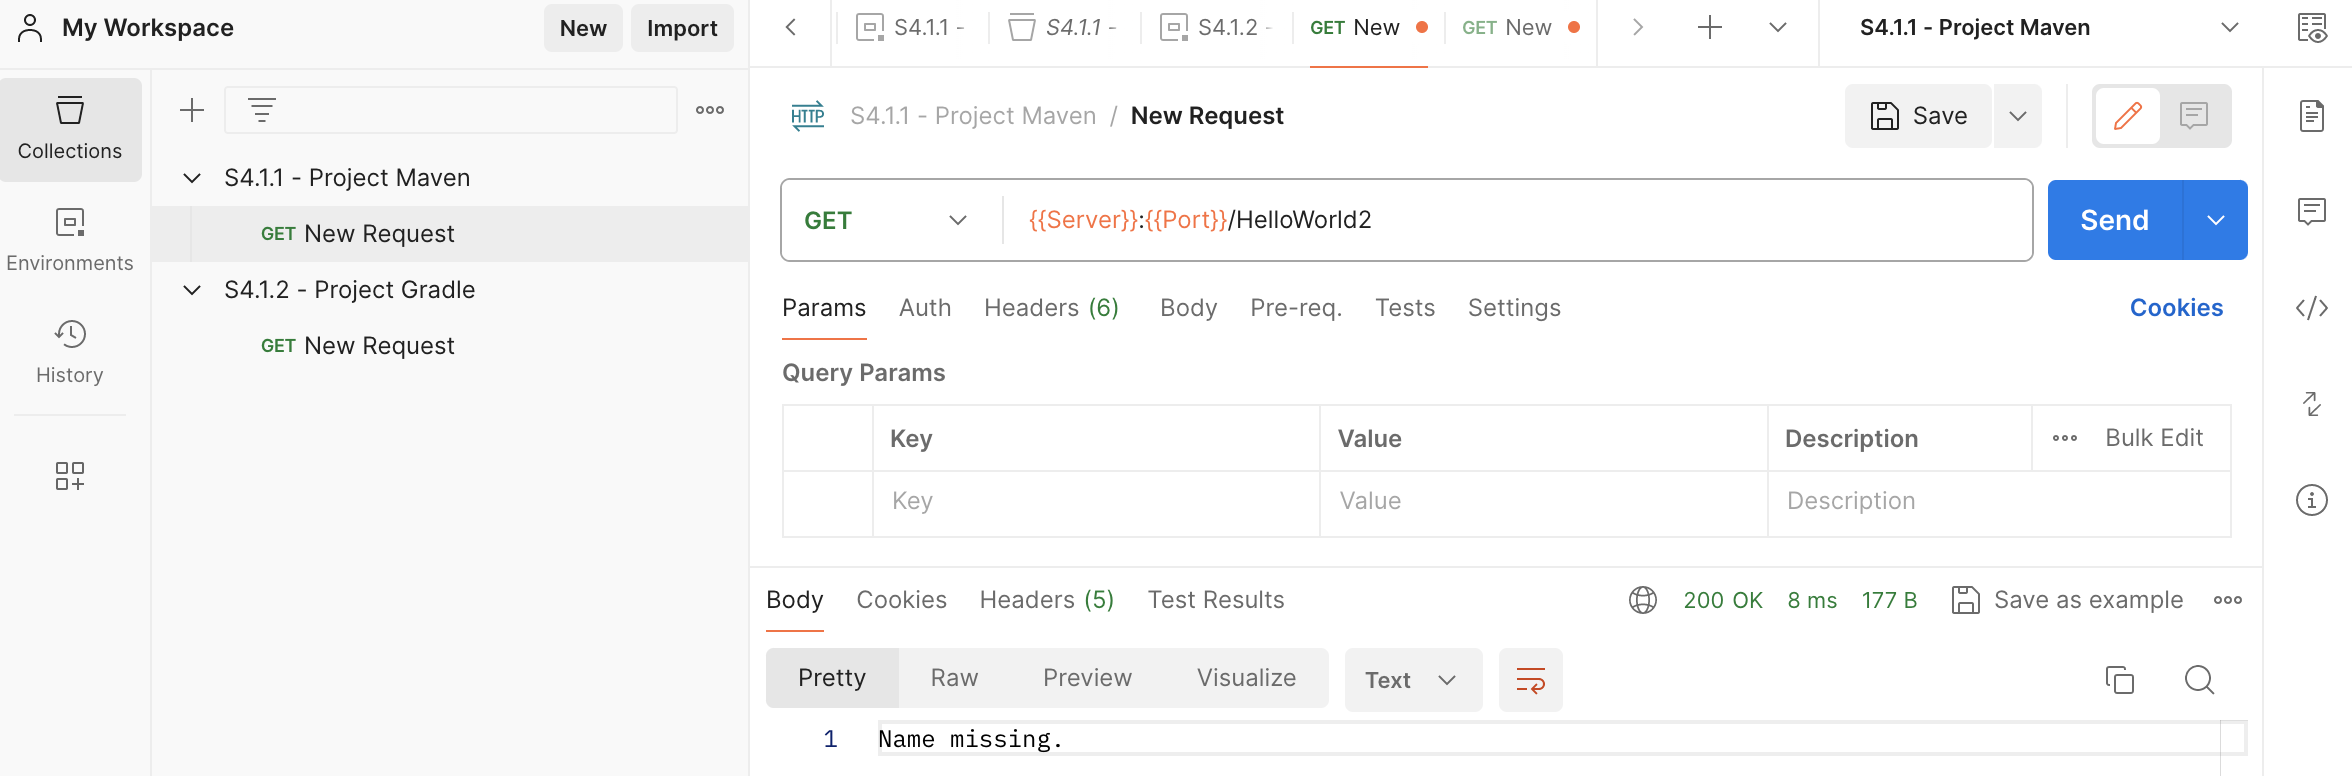 My Workspace
New
Import
S4.1.1 -
S4.1.1 -
S4.1.2 -
GET New
GET New
S4.1.1 - Project Maven
Collections
Environments
History
S4.1.1 - Project Maven
GET New Request
S4.1.2 - Project Gradle
GET New Request
HTTP
S4.1.1 - Project Maven / New Request
Save
GET
{{Server}}:{{Port}}/HelloWorld2
Send
Params Auth Headers (6) Body Pre-req. Tests Settings
Cookies
Query Params
Key Value Description Bulk Edit
Key Value Description
Body Cookies Headers (5) Test Results
200 OK 8 ms 177 B Save as example
Pretty Raw Preview Visualize Text
1 Name missing.